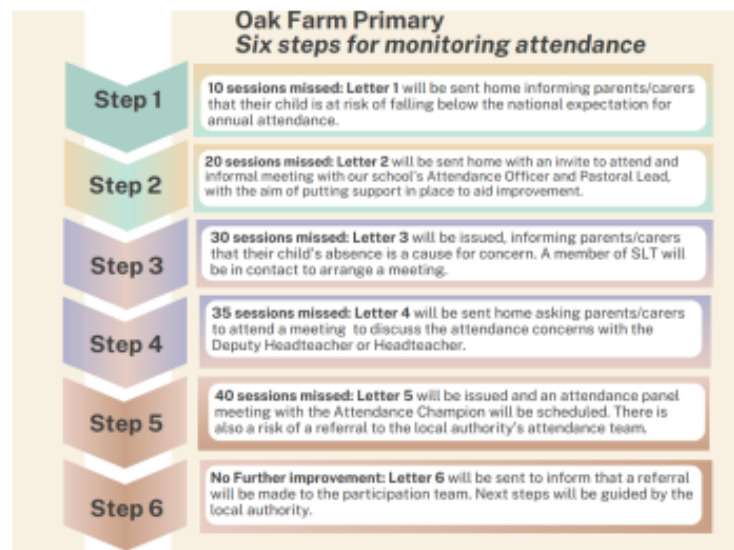 Oak Farm Primary
Six steps for monitoring attendance
Step 1
10 sessions missed: Letter 1 will be sent home informing parents/carers
that their child is at risk of falling below the national expectation for
annual attendance.
Step 2
20 sessions missed: Letter 2 will be sent home with an invite to attend and
informal meeting with our school's Attendance Officer and Pastoral Lead,
with the aim of putting support in place to aid improvement.
Step 3
30 sessions missed: Letter 3 will be issued, informing parents/carers
that their child's absence is a cause for concern. A member of SLT will
be in contact to arrange a meeting.
Step 4
35 sessions missed: Letter 4 will be sent home asking parents/carers
to attend a meeting to discuss the attendance concerns with the
Deputy Headteacher or Headteacher.
Step 5
40 sessions missed: Letter 5 will be issued and an attendance panel
meeting with the Attendance Champion will be scheduled. There is
also a risk of a referral to the local authority's attendance team.
Step 6
No Further improvement: Letter 6 will be sent to inform that a referral
will be made to the participation team. Next steps will be guided by the
local authority.